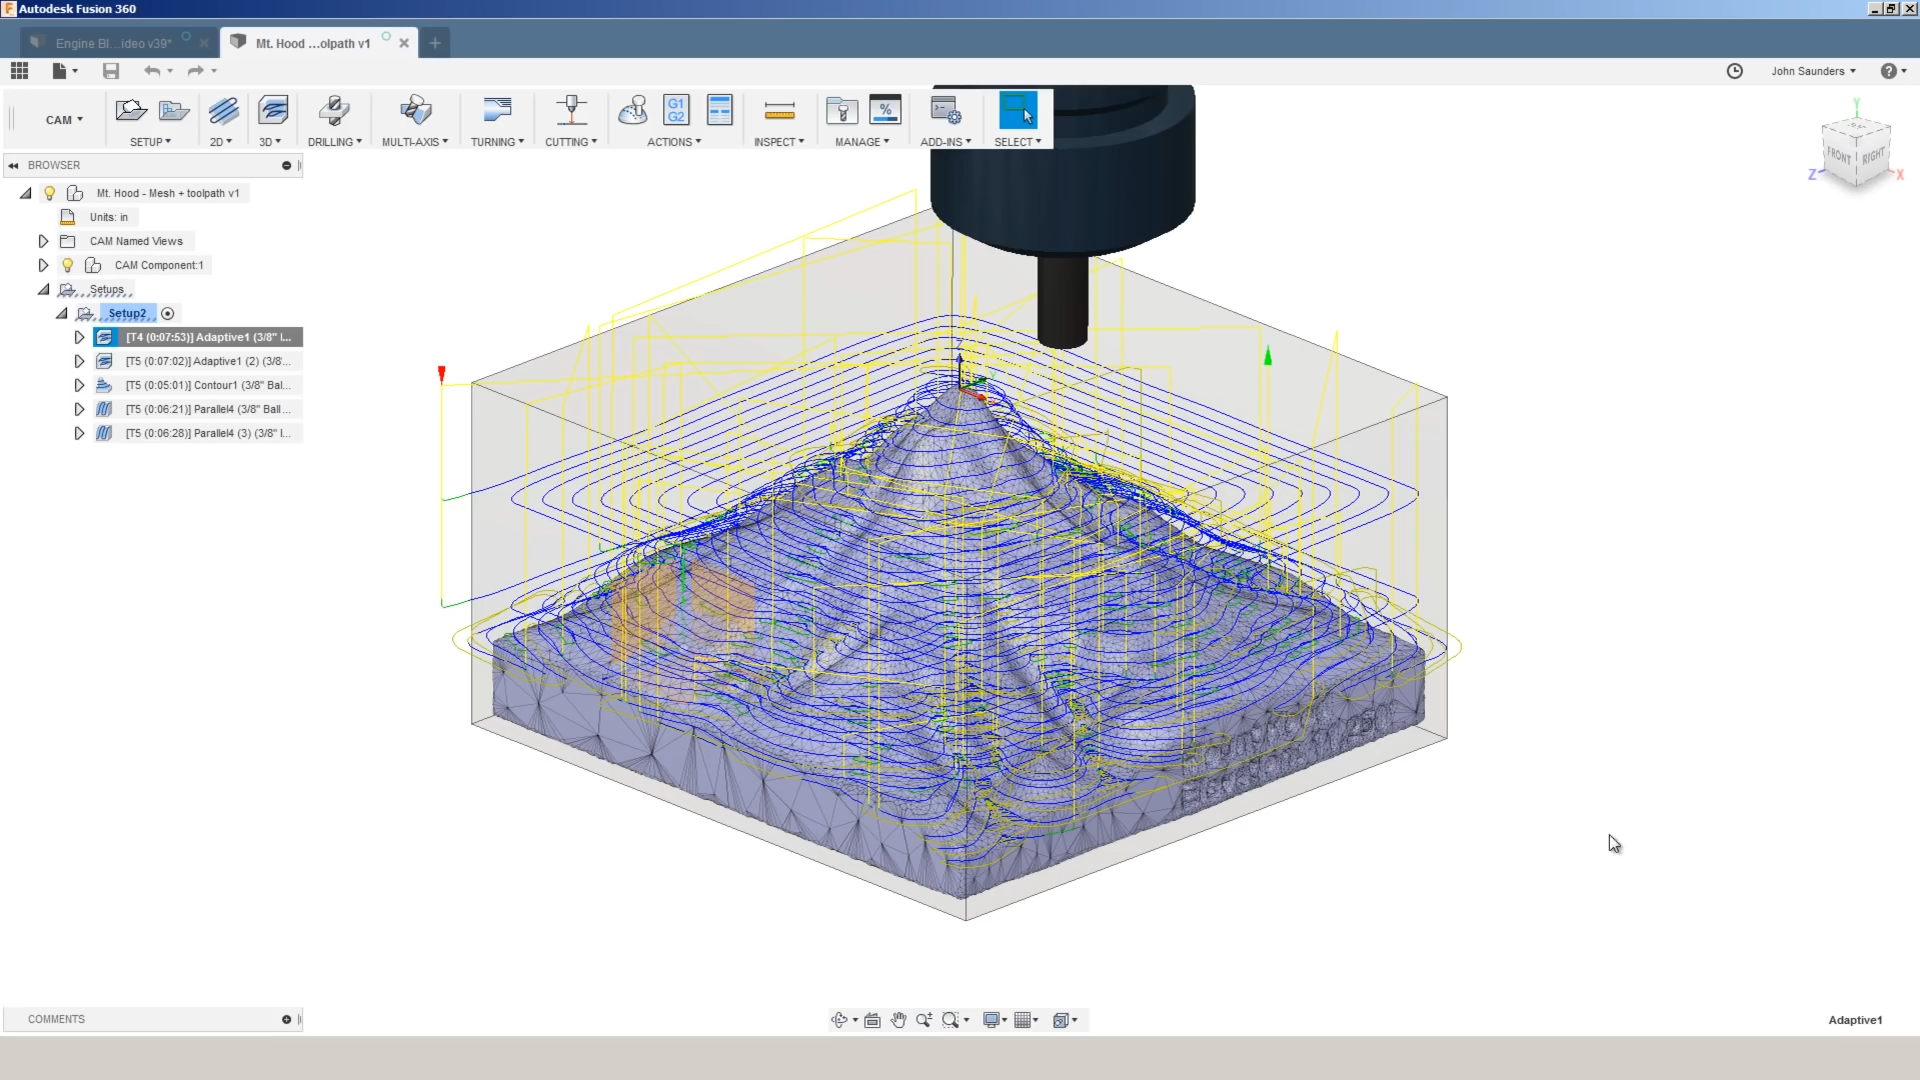 Autodesk Fusion 360
Engine Bl...ideo v39*
Mt. Hood ...olpath v1
John Saunders
CAM
G1
G2
%
SETUP
2D
3D
DRILLING
MULTI-AXIS
TURNING
CUTTING
ACTIONS
INSPECT
MANAGE
ADD-INS
SELECT
BROWSER
Mt. Hood - Mesh + toolpath v1
Units: in
CAM Named Views
CAM Component:1
Setups
Setup2
[T4 (0:07:53)] Adaptive1 (3/8" l...
[T5 (0:07:02)] Adaptive1 (2) (3/8'...
[T5 (0:05:01)] Contour1 (3/8" Bal...
[T5 (0:06:21)] Parallel4 (3/8" Ball ...
[T5 (0:06:28)] Parallel4 (3) (3/8" l...
Y
FRONT
RIGHT
Z
X
Z
COMMENTS
Adaptive1